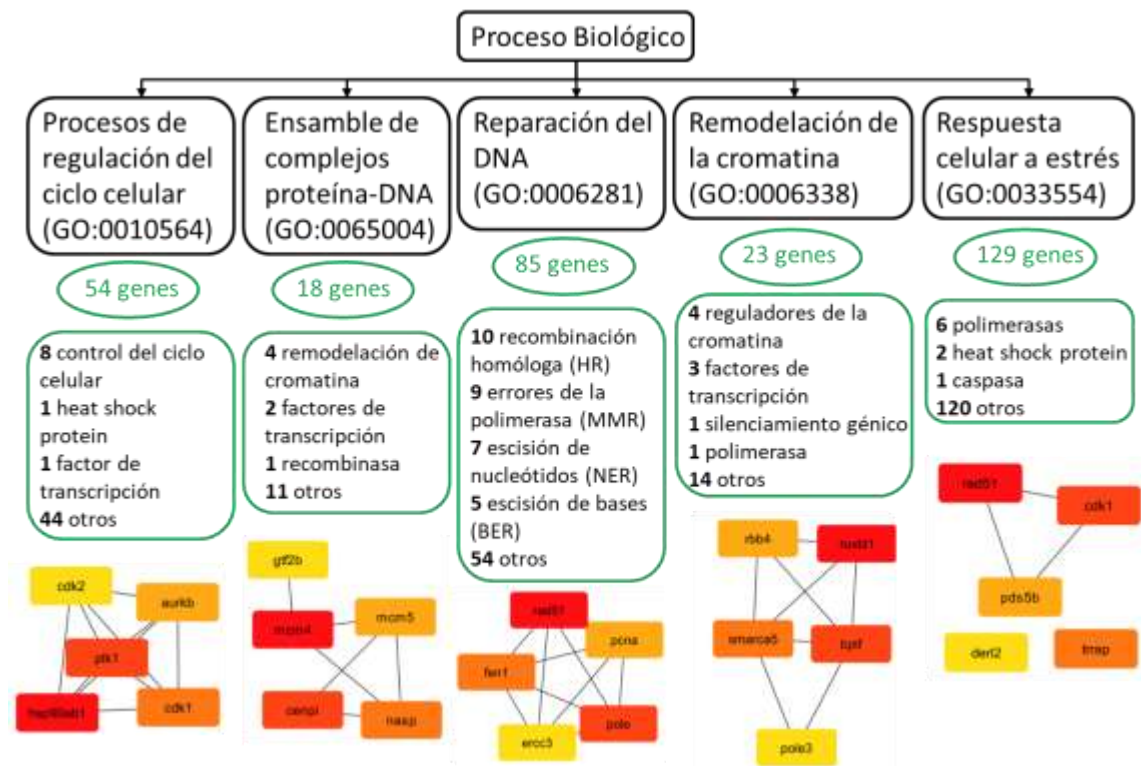 Proceso Biológico
Procesos de
regulación del
ciclo celular
(GO:0010564)
54 genes
8 control del ciclo
celular
1 heat shock
protein
1 factor de
transcripción
44 otros
cdk2
aurkb
plk1
hsp90ab1
cdk1
Ensamble de
complejos
proteína-DNA
(GO:0065004)
18 genes
4 remodelación de
cromatina
2 factores de
transcripción
1 recombinasa
11 otros
gtf2b
mcm5
cenpi
nasp
Reparación del
DNA
(GO:0006281)
85 genes
10 recombinación
homóloga (HR)
9 errores de la
polimerasa (MMR)
7 escisión de
nucleótidos (NER)
5 escisión de bases
(BER)
54 otros
rad51
pcna
fen1
pole
ercc3
Remodelación de
la cromatina
(GO:0006338)
23 genes
4 reguladores de la
cromatina
3 factores de
transcripción
1 silenciamiento génico
1 polimerasa
14 otros
rbb4
smarca5
bptf
pole3
Respuesta
celular a estrés
(GO:0033554)
129 genes
6 polimerasas
2 heat shock protein
1 caspasa
120 otros
rad51
cdk1
pds5b
derl2